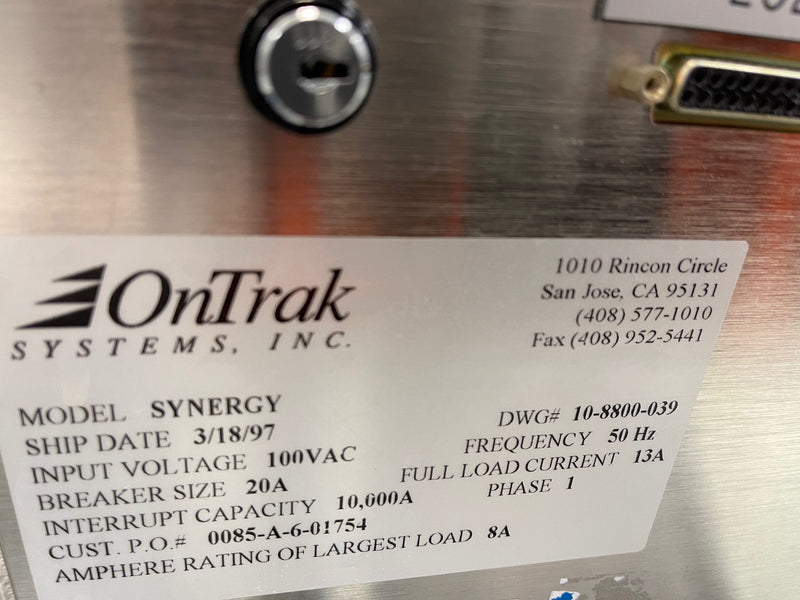 OnTrak
SYSTEMS, INC.
1010 Rincon Circle
San Jose, CA 95131
(408) 577-1010
Fax (408) 952-5441
MODEL SYNERGY
DWG# 10-8800-039
SHIP DATE 3/18/97
FREQUENCY 50 Hz
INPUT VOLTAGE 100VAC
FULL LOAD CURRENT 13A
BREAKER SIZE 20A
PHASE 1
INTERRUPT CAPACITY 10,000A
CUST. P.O.# 0085-A-6-01754
AMPHERE RATING OF LARGEST LOAD 8A